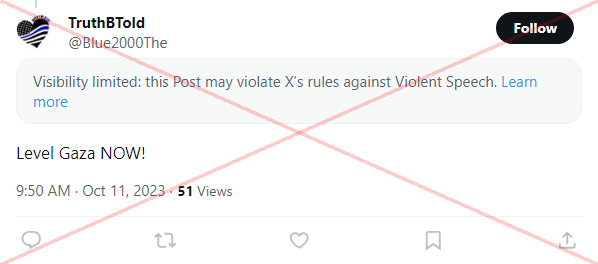 TruthBTold
@Blue2000The
Follow
Visibility limited: this Post may violate X's rules against Violent Speech. Learn
more
Level Gaza NOW!
9:50 AM · Oct 11, 2023 · 51 Views